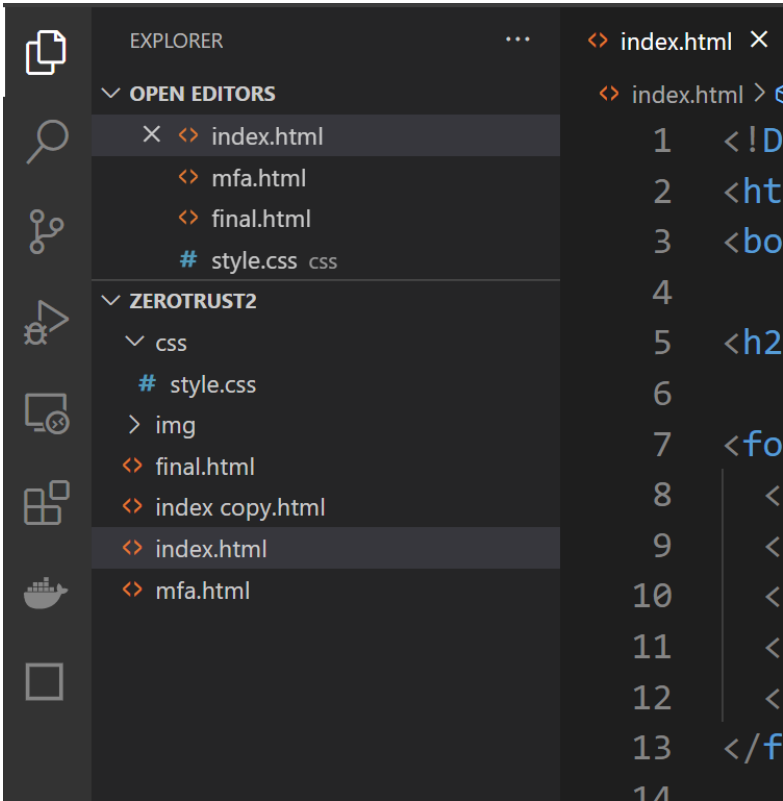 EXPLORER ...
OPEN EDITORS
index.html
mfa.html
final.html
# style.css css
ZEROTRUST2
css
# style.css
img
final.html
index copy.html
index.html
mfa.html
index.html
index.html >
1 <!D
2 <ht
3 <bo
4
5 <h2
6
7 <fo
8 <
9 <
10 <
11 <
12 <
13 </f
14